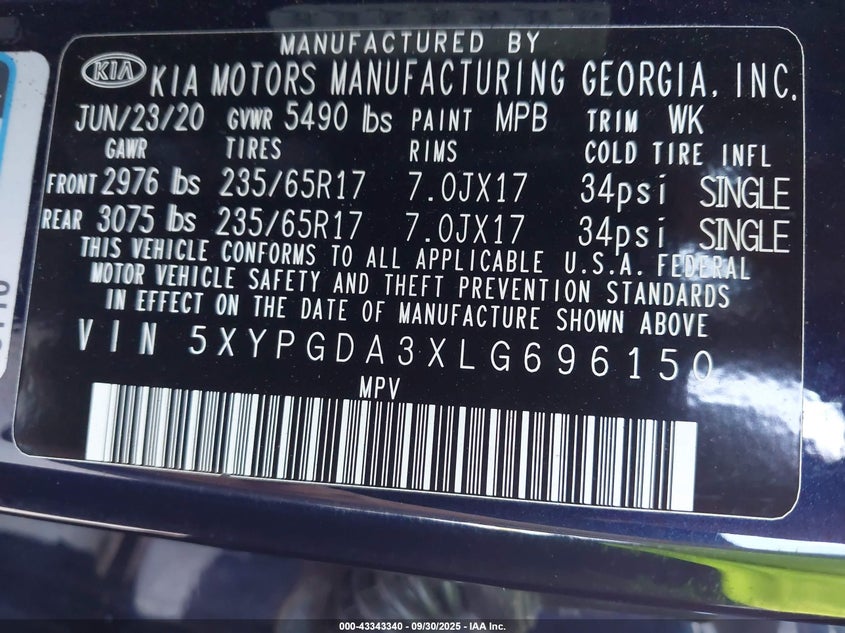 MANUFACTURED BY
KIA KIA MOTORS MANUFACTURING GEORGIA, INC.
JUN/23/20 GVWR 5490 lbs PAINT MPB TRIM WK
GAWR TIRES RIMS COLD TIRE INFL
FRONT 2976 lbs 235/65R17 7.0JX17 34psi SINGLE
REAR 3075 lbs 235/65R17 7.0JX17 34psi SINGLE
THIS VEHICLE CONFORMS TO ALL APPLICABLE U.S.A. FEDERAL
MOTOR VEHICLE SAFETY AND THEFT PREVENTION STANDARDS
IN EFFECT ON THE DATE OF MANUFACTURE SHOWN ABOVE
VIN 5XYPGDA3XLG696150
MPV
000-43343340 - 09/30/2025 - IAA Inc.